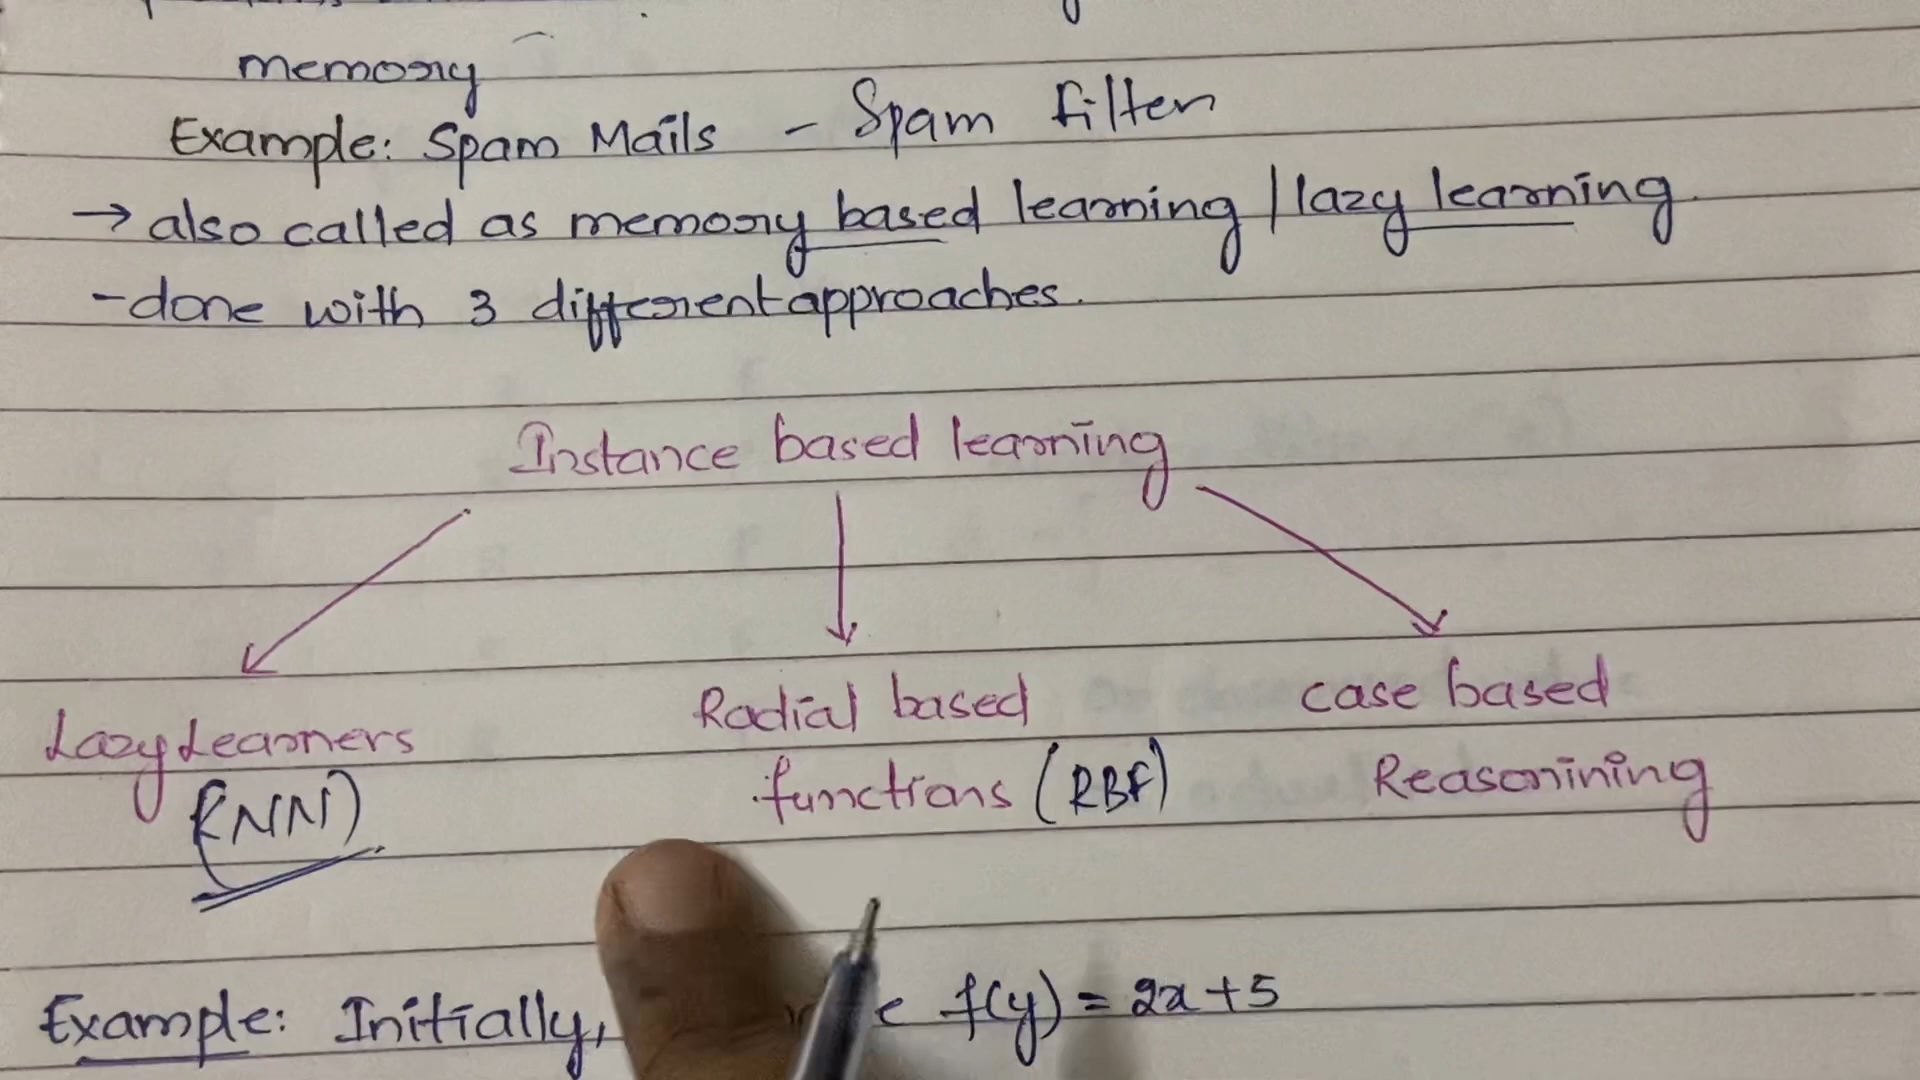 memory
Example: Spam Mails - Spam filter
→ also called as memory based learning | lazy learning.
- done with 3 different approaches.
Instance based learning
Lazy Learners
(KNN)
Radial based
functions (RBF)
case based
Reasonining
Example: Initially, f(y) = 2x+5